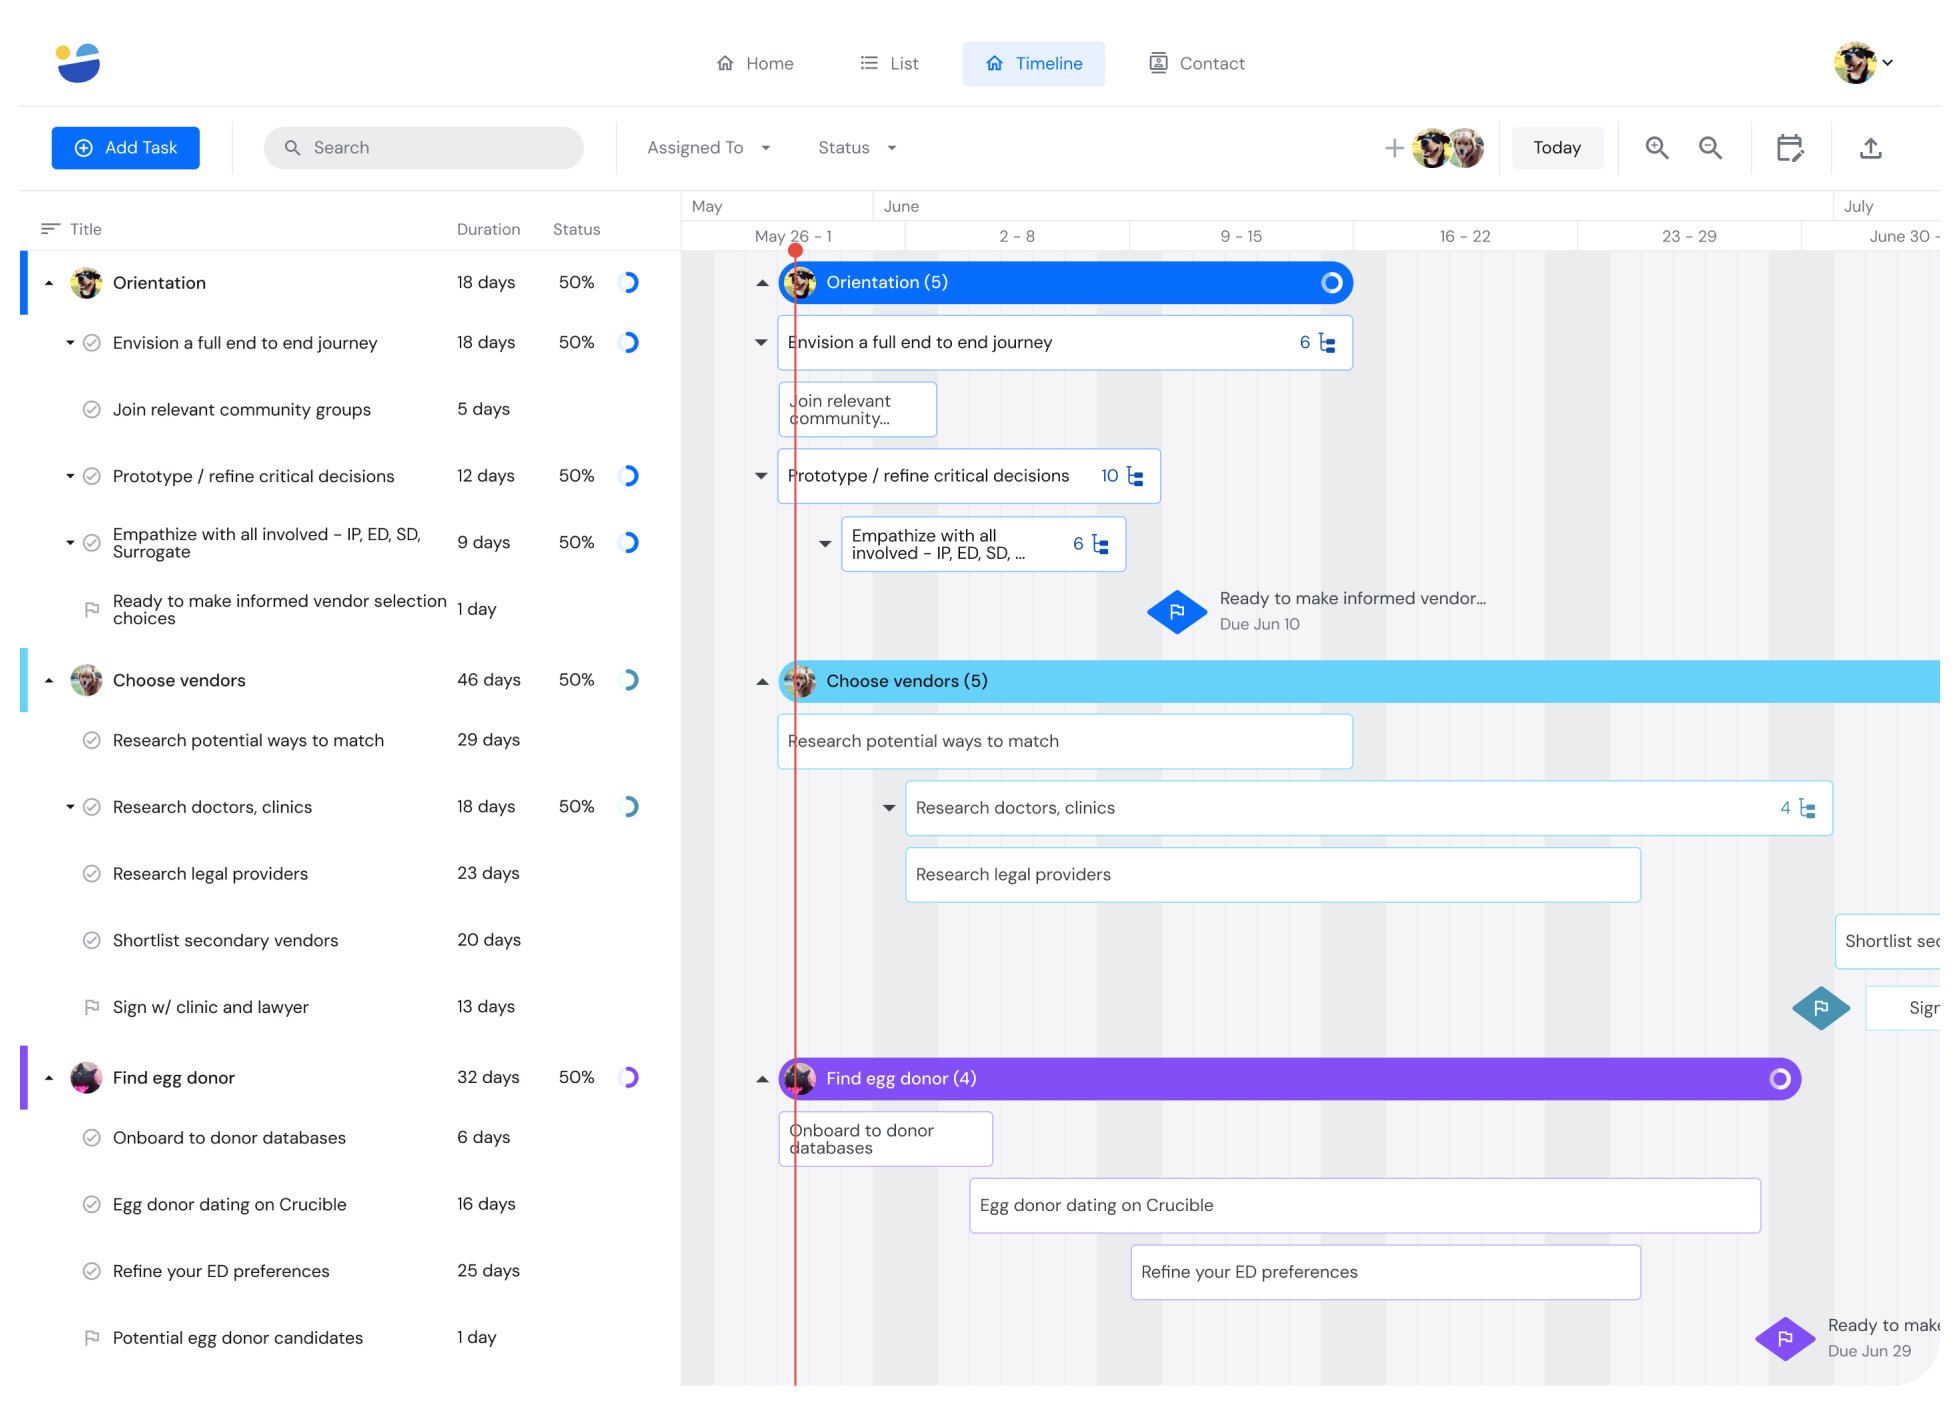 Home
List
Timeline
Contact
Add Task
Search
Assigned To
Status
Today
Title
Duration
Status
May
June
July
May 26 - 1
2 - 8
9 - 15
16 - 22
23 - 29
June 30 -
Orientation
18 days
50%
Orientation (5)
Envision a full end to end journey
18 days
50%
Envision a full end to end journey
6
Join relevant community groups
5 days
Join relevant
community...
Prototype / refine critical decisions
12 days
50%
Prototype / refine critical decisions
10
Empathize with all involved - IP, ED, SD,
Surrogate
9 days
50%
Empathize with all
involved - IP, ED, SD, ...
6
Ready to make informed vendor selection
choices
1 day
Ready to make informed vendor...
Due Jun 10
Choose vendors
46 days
50%
Choose vendors (5)
Research potential ways to match
29 days
Research potential ways to match
Research doctors, clinics
18 days
50%
Research doctors, clinics
4
Research legal providers
23 days
Research legal providers
Shortlist secondary vendors
20 days
Shortlist sec
Sign w/ clinic and lawyer
13 days
Sign
Find egg donor
32 days
50%
Find egg donor (4)
Onboard to donor databases
6 days
Onboard to donor
databases
Egg donor dating on Crucible
16 days
Egg donor dating on Crucible
Refine your ED preferences
25 days
Refine your ED preferences
Potential egg donor candidates
1 day
Ready to make
Due Jun 29